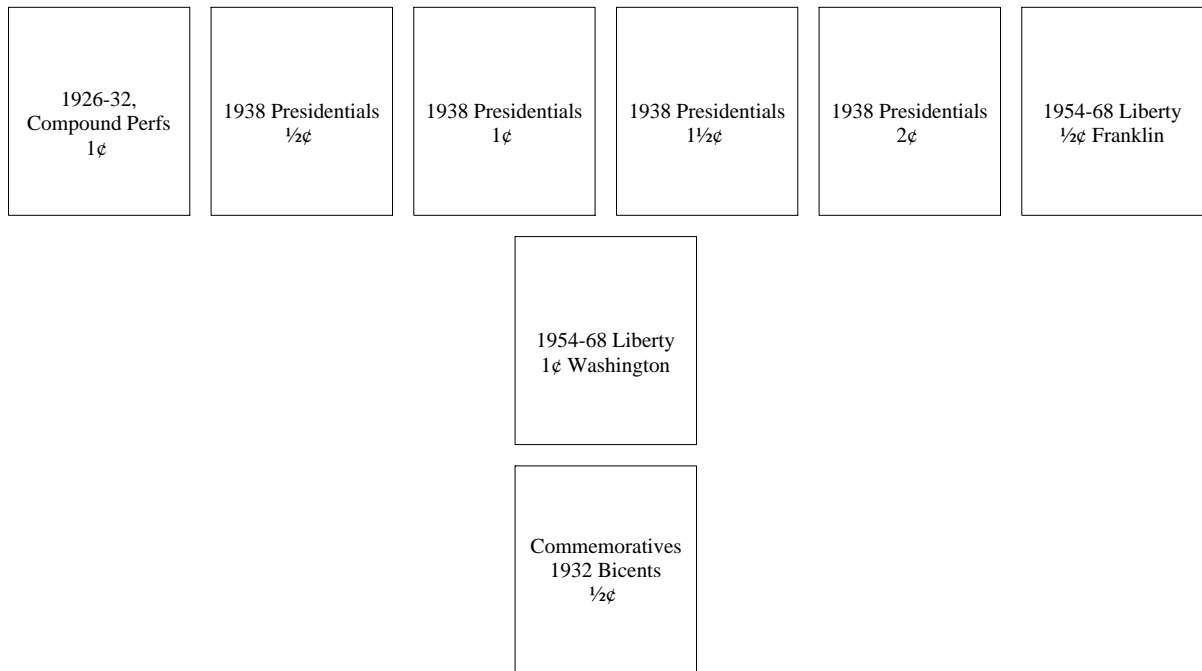 1926-32,
Compound Perfs
1¢
1938 Presidentials
½¢
1938 Presidentials
1¢
1938 Presidentials
1½¢
1938 Presidentials
2¢
1954-68 Liberty
½¢ Franklin
1954-68 Liberty
1¢ Washington
Commemoratives
1932 Bicents
½¢